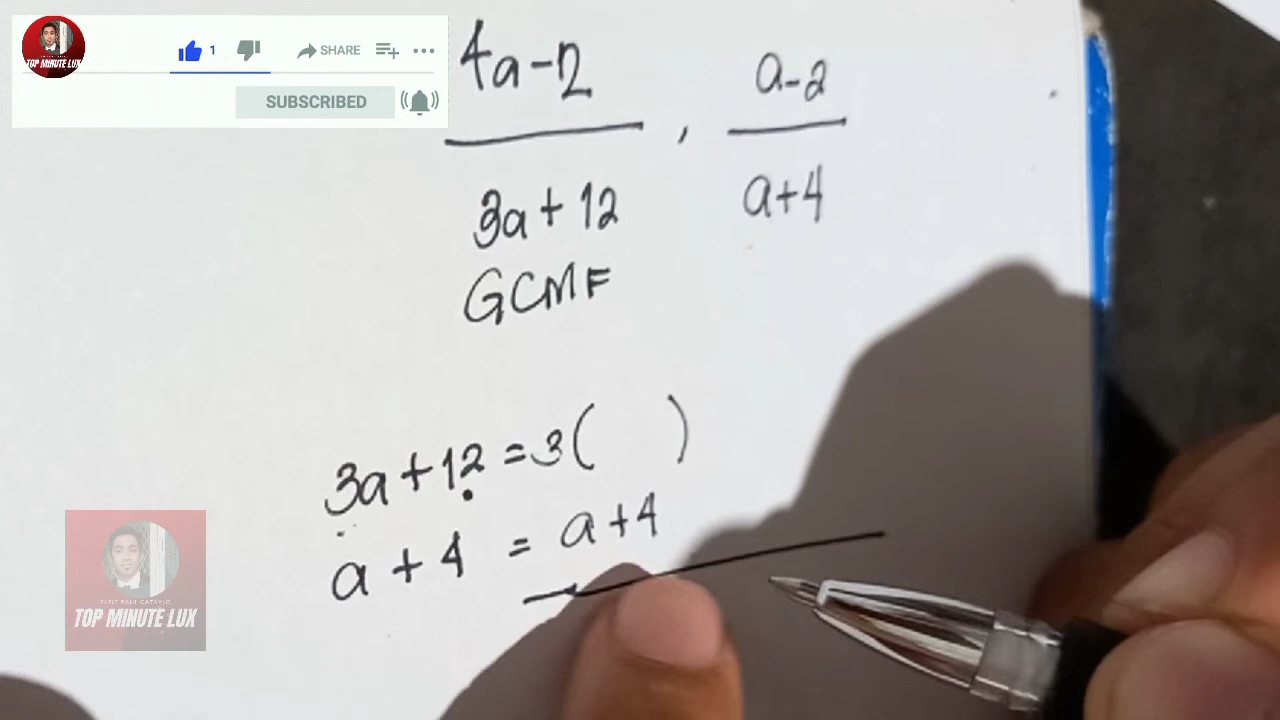 1 SHARE
SUBSCRIBED
TOP MINUTE LUX
4a-2 , a-2
3a+12 a+4
GCMF
3a+12=3( )
a+4 = a+4
TOP MINUTE LUX